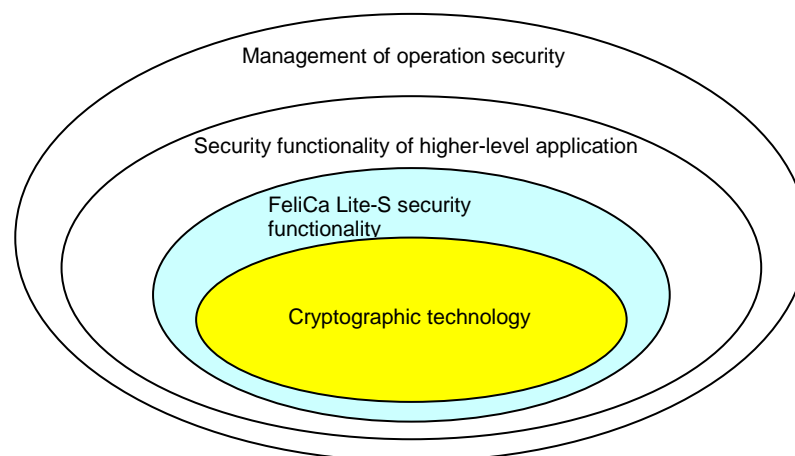 Management of operation security
Security functionality of higher-level application
FeliCa Lite-S security
functionality
Cryptographic technology